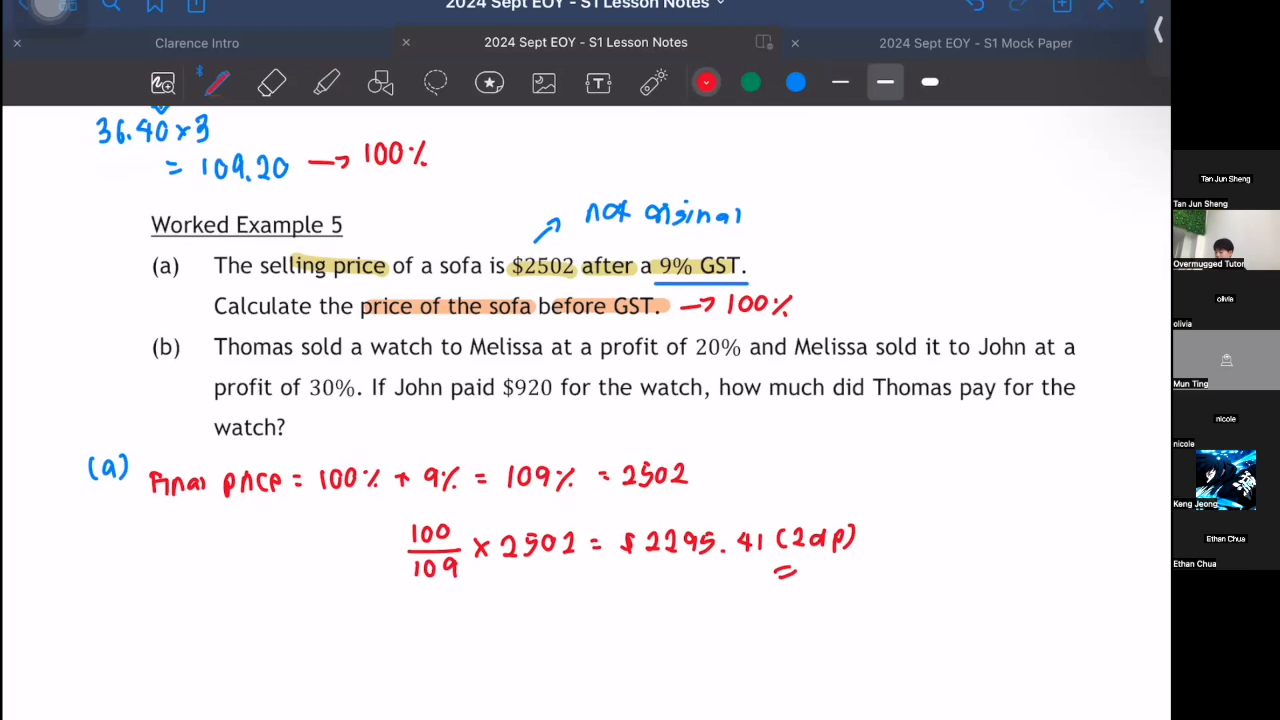 2024 Sept EOY - S1 Lesson Notes
Clarence Intro
2024 Sept EOY - S1 Lesson Notes
2024 Sept EOY - S1 Mock Paper
36.40 × 3
= 109.20 → 100%
not original
Worked Example 5
(a) The selling price of a sofa is $2502 after a 9% GST.
Calculate the price of the sofa before GST. → 100%
(b) Thomas sold a watch to Melissa at a profit of 20% and Melissa sold it to John at a
profit of 30%. If John paid $920 for the watch, how much did Thomas pay for the
watch?
(a) Final price = 100% + 9% = 109% = 2502
100/109 × 2502 = $2295.41 (2dp)
Tan Jun Sheng
Tan Jun Sheng
Overmugged Tutor
olivia
olivia
Mun Ting
nicole
nicole
Keng Jeong
Ethan Chua
Ethan Chua